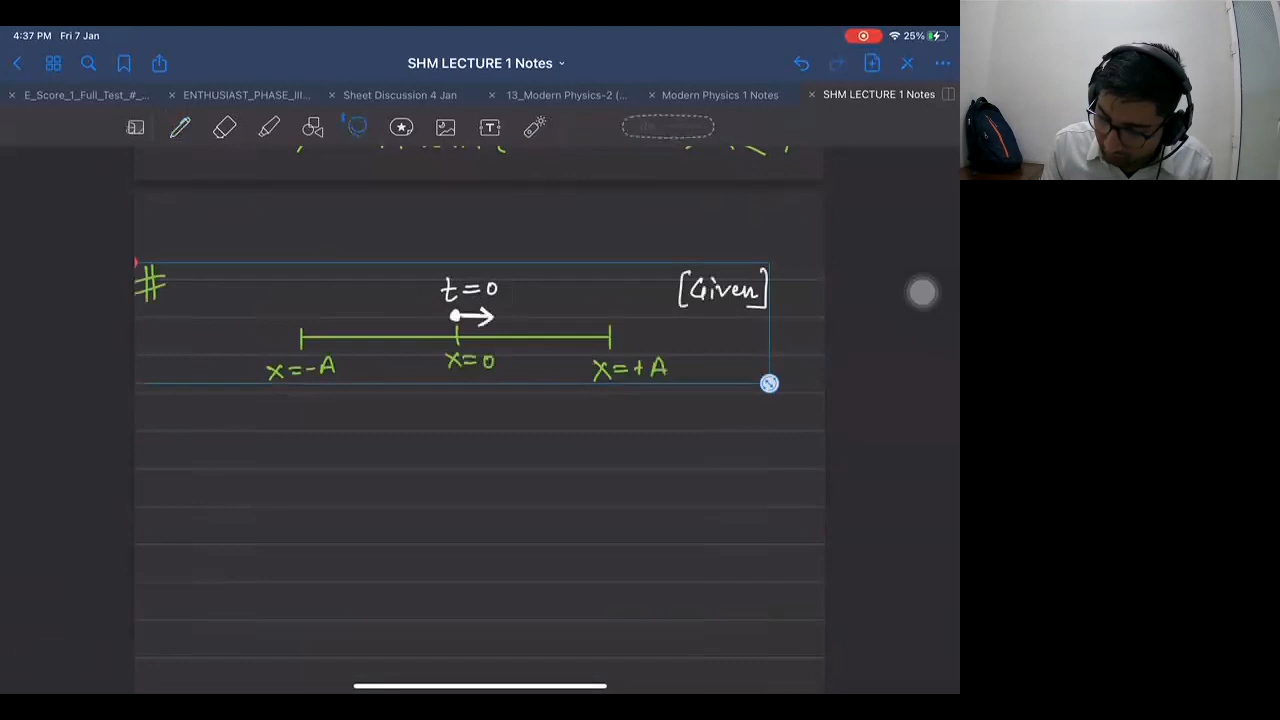 4:37 PM Fri 7 Jan
25%
SHM LECTURE 1 Notes
E_Score_1_Full_Test_#_...
ENTHUSIAST_PHASE_III...
Sheet Discussion 4 Jan
13_Modern Physics-2 (...
Modern Physics 1 Notes
SHM LECTURE 1 Notes
# t=0 [Given]
x=-A x=0 x=+A